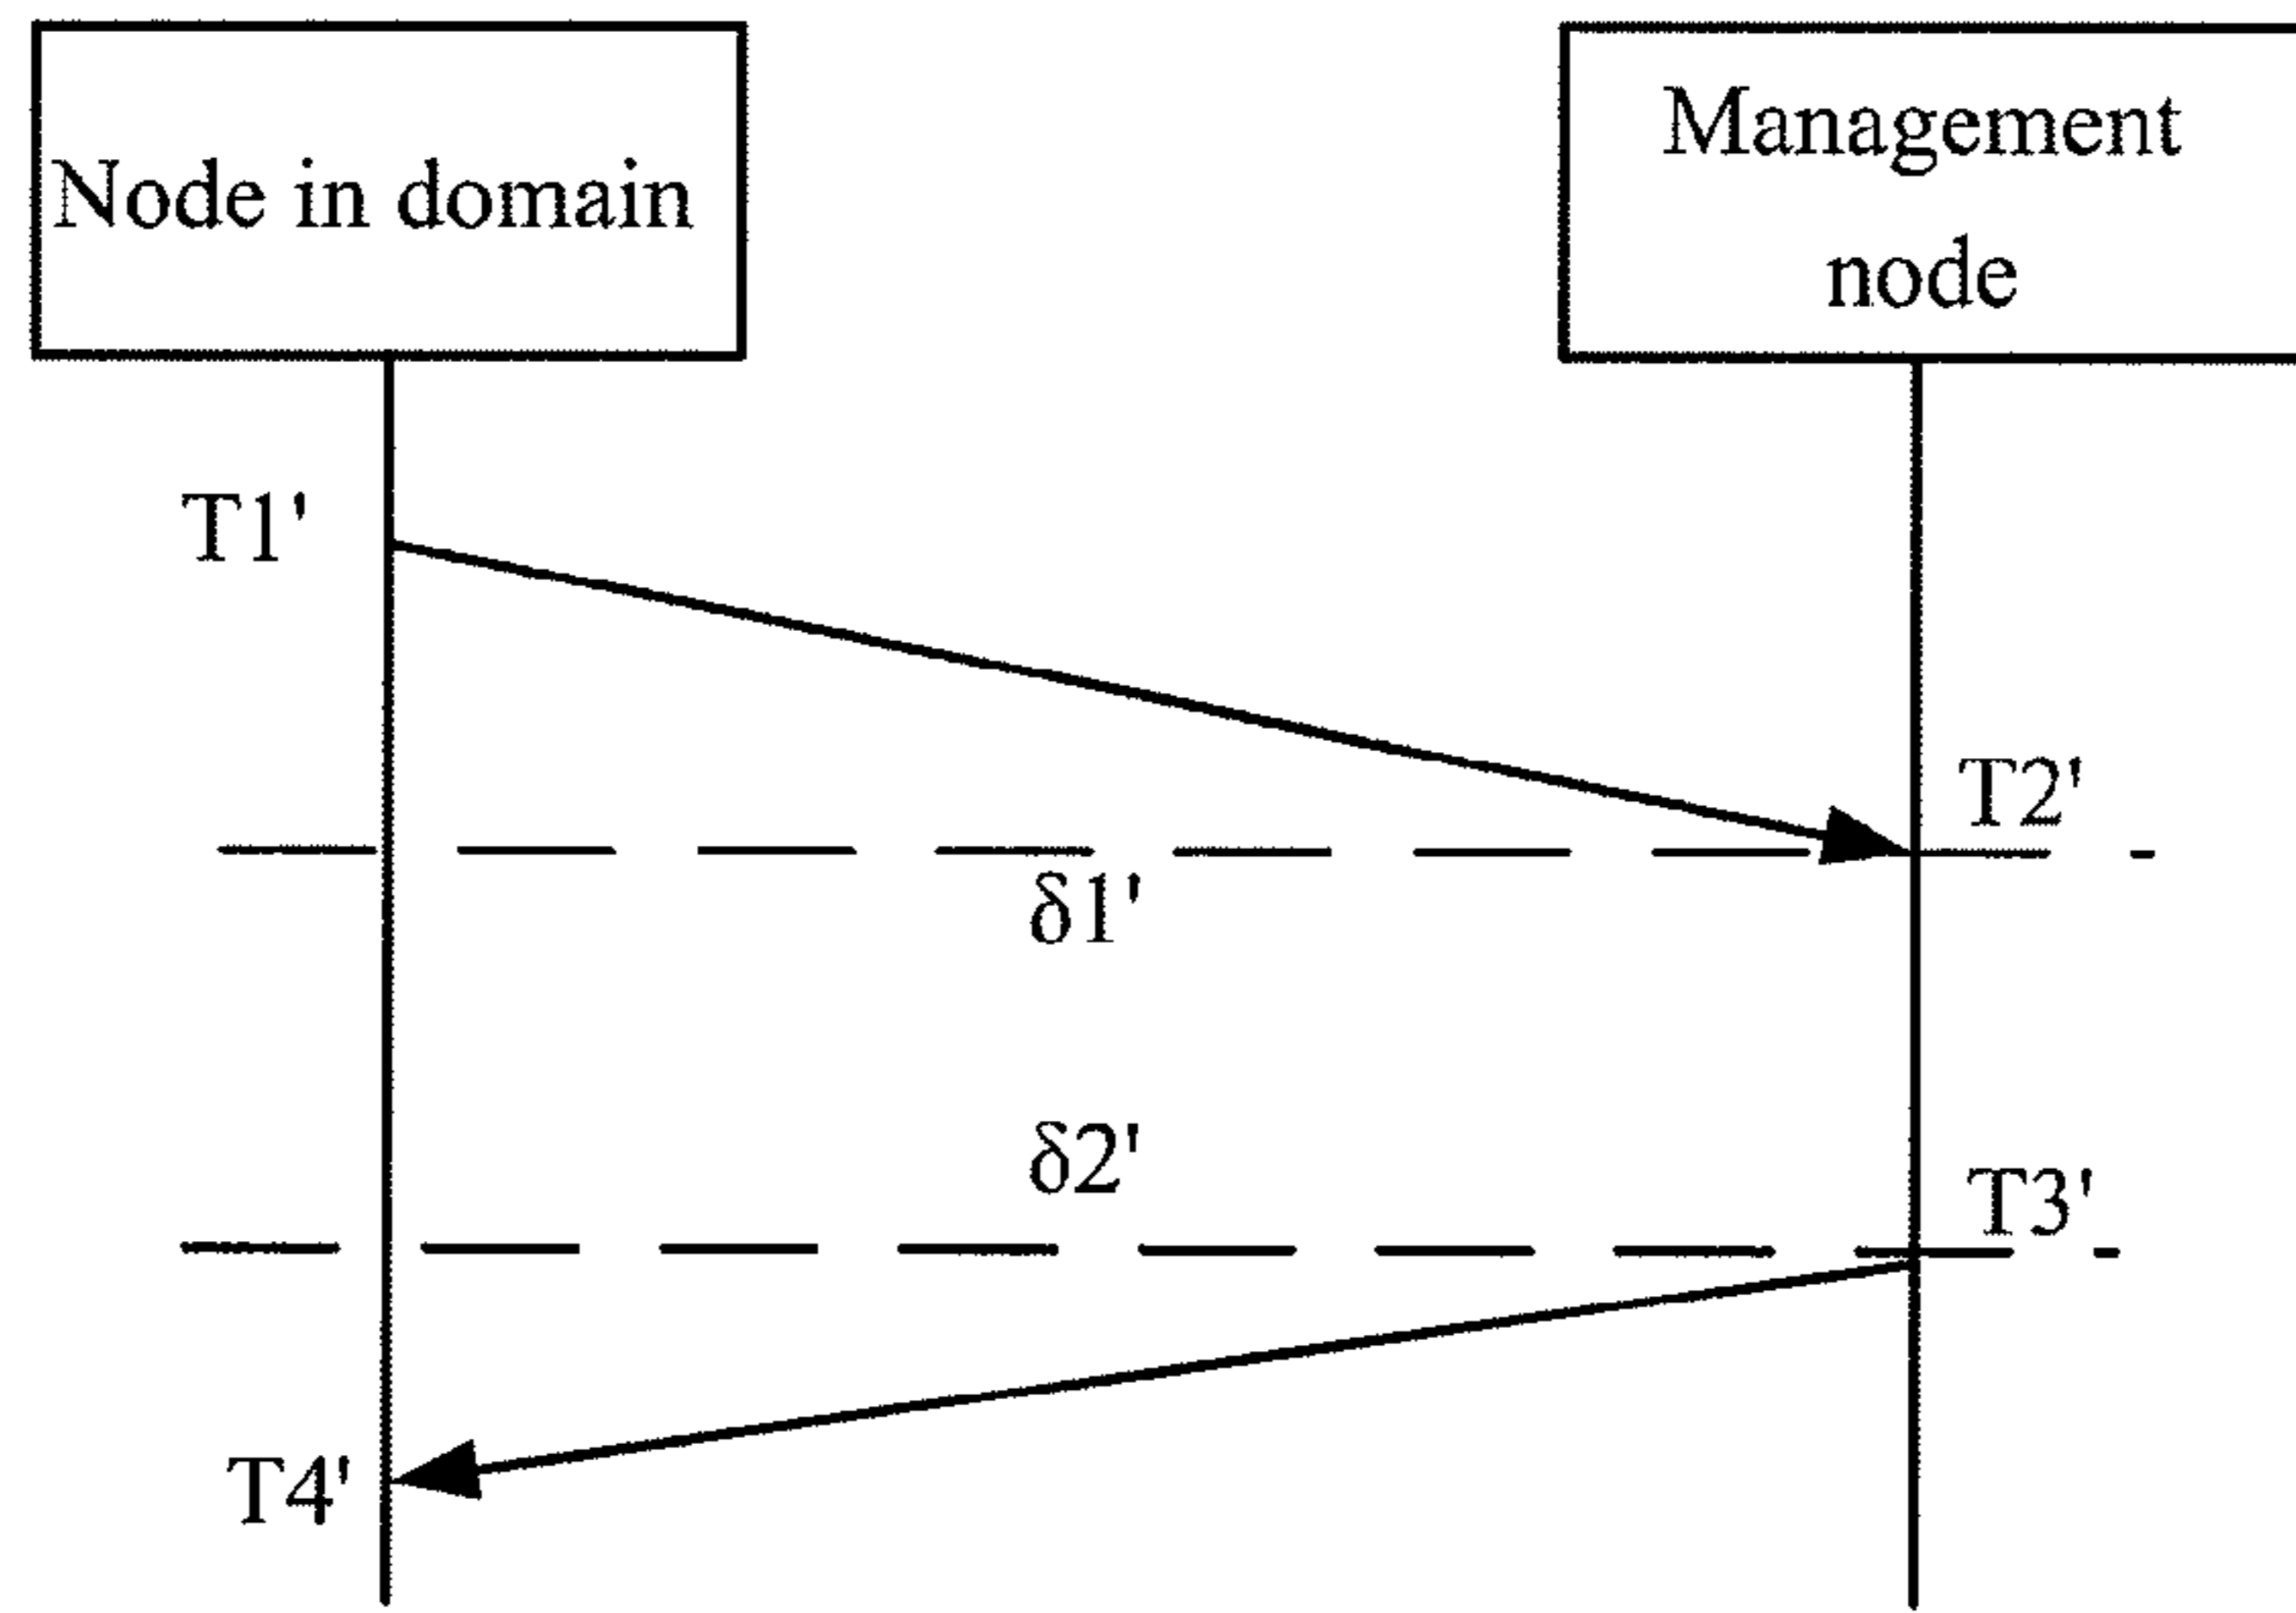 Node in domain
Management
node
T1'
T2'
δ1'
δ2'
T3'
T4'